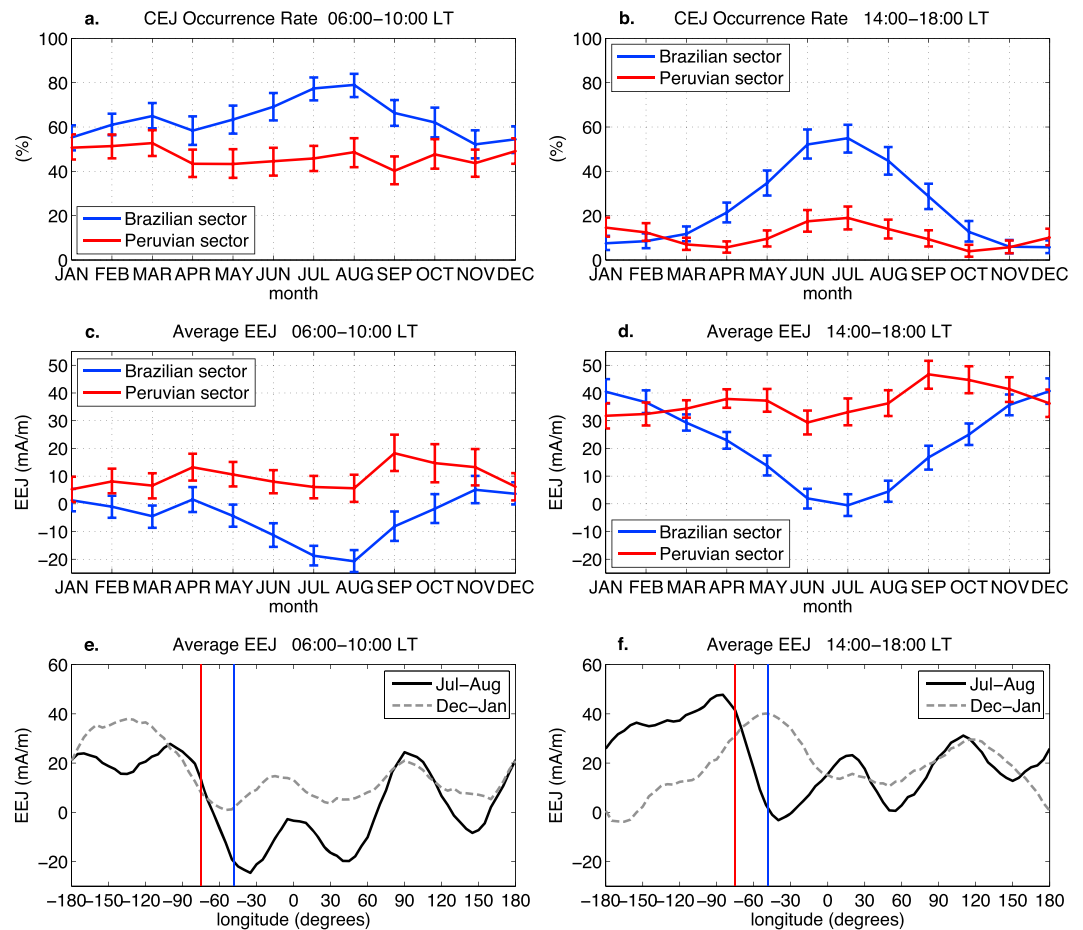 a. CEJ Occurrence Rate 06:00−10:00 LT
100
80
60
40
20
0
(%)
Brazilian sector
Peruvian sector
JAN FEB MAR APR MAY JUN JUL AUG SEP OCT NOV DEC
month
b. CEJ Occurrence Rate 14:00−18:00 LT
100
80
60
40
20
0
(%)
Brazilian sector
Peruvian sector
JAN FEB MAR APR MAY JUN JUL AUG SEP OCT NOV DEC
month
c. Average EEJ 06:00−10:00 LT
50
40
30
20
10
0
−10
−20
EEJ (mA/m)
Brazilian sector
Peruvian sector
JAN FEB MAR APR MAY JUN JUL AUG SEP OCT NOV DEC
month
d. Average EEJ 14:00−18:00 LT
50
40
30
20
10
0
−10
−20
EEJ (mA/m)
Brazilian sector
Peruvian sector
JAN FEB MAR APR MAY JUN JUL AUG SEP OCT NOV DEC
month
e. Average EEJ 06:00−10:00 LT
60
40
20
0
−20
EEJ (mA/m)
Jul−Aug
Dec−Jan
−180 −150 −120 −90 −60 −30 0 30 60 90 120 150 180
longitude (degrees)
f. Average EEJ 14:00−18:00 LT
60
40
20
0
−20
EEJ (mA/m)
Jul−Aug
Dec−Jan
−180 −150 −120 −90 −60 −30 0 30 60 90 120 150 180
longitude (degrees)